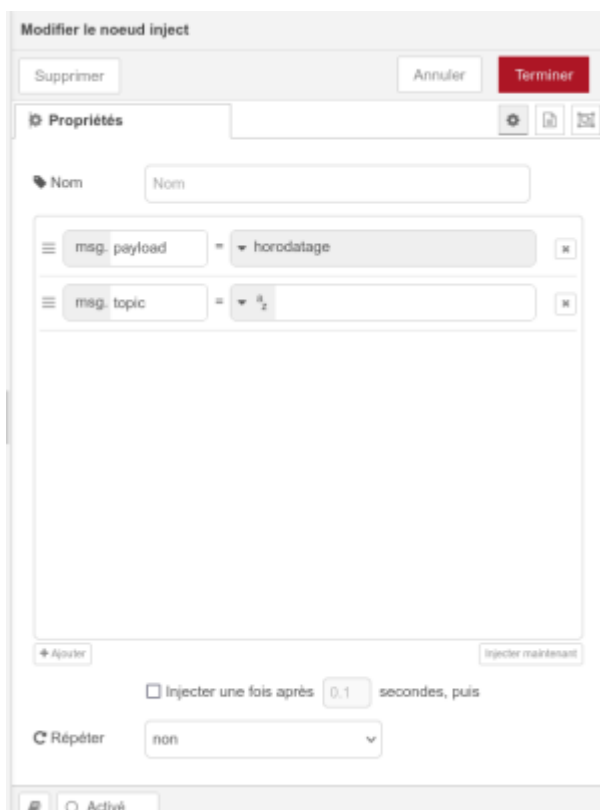 Modifier le noeud inject
Supprimer Annuler Terminer
Propriétés
Nom Nom
msg. payload = horodatage
msg. topic = a z
Ajouter Injecter maintenant
Injecter une fois après 0.1 secondes, puis
Répéter non
Activé